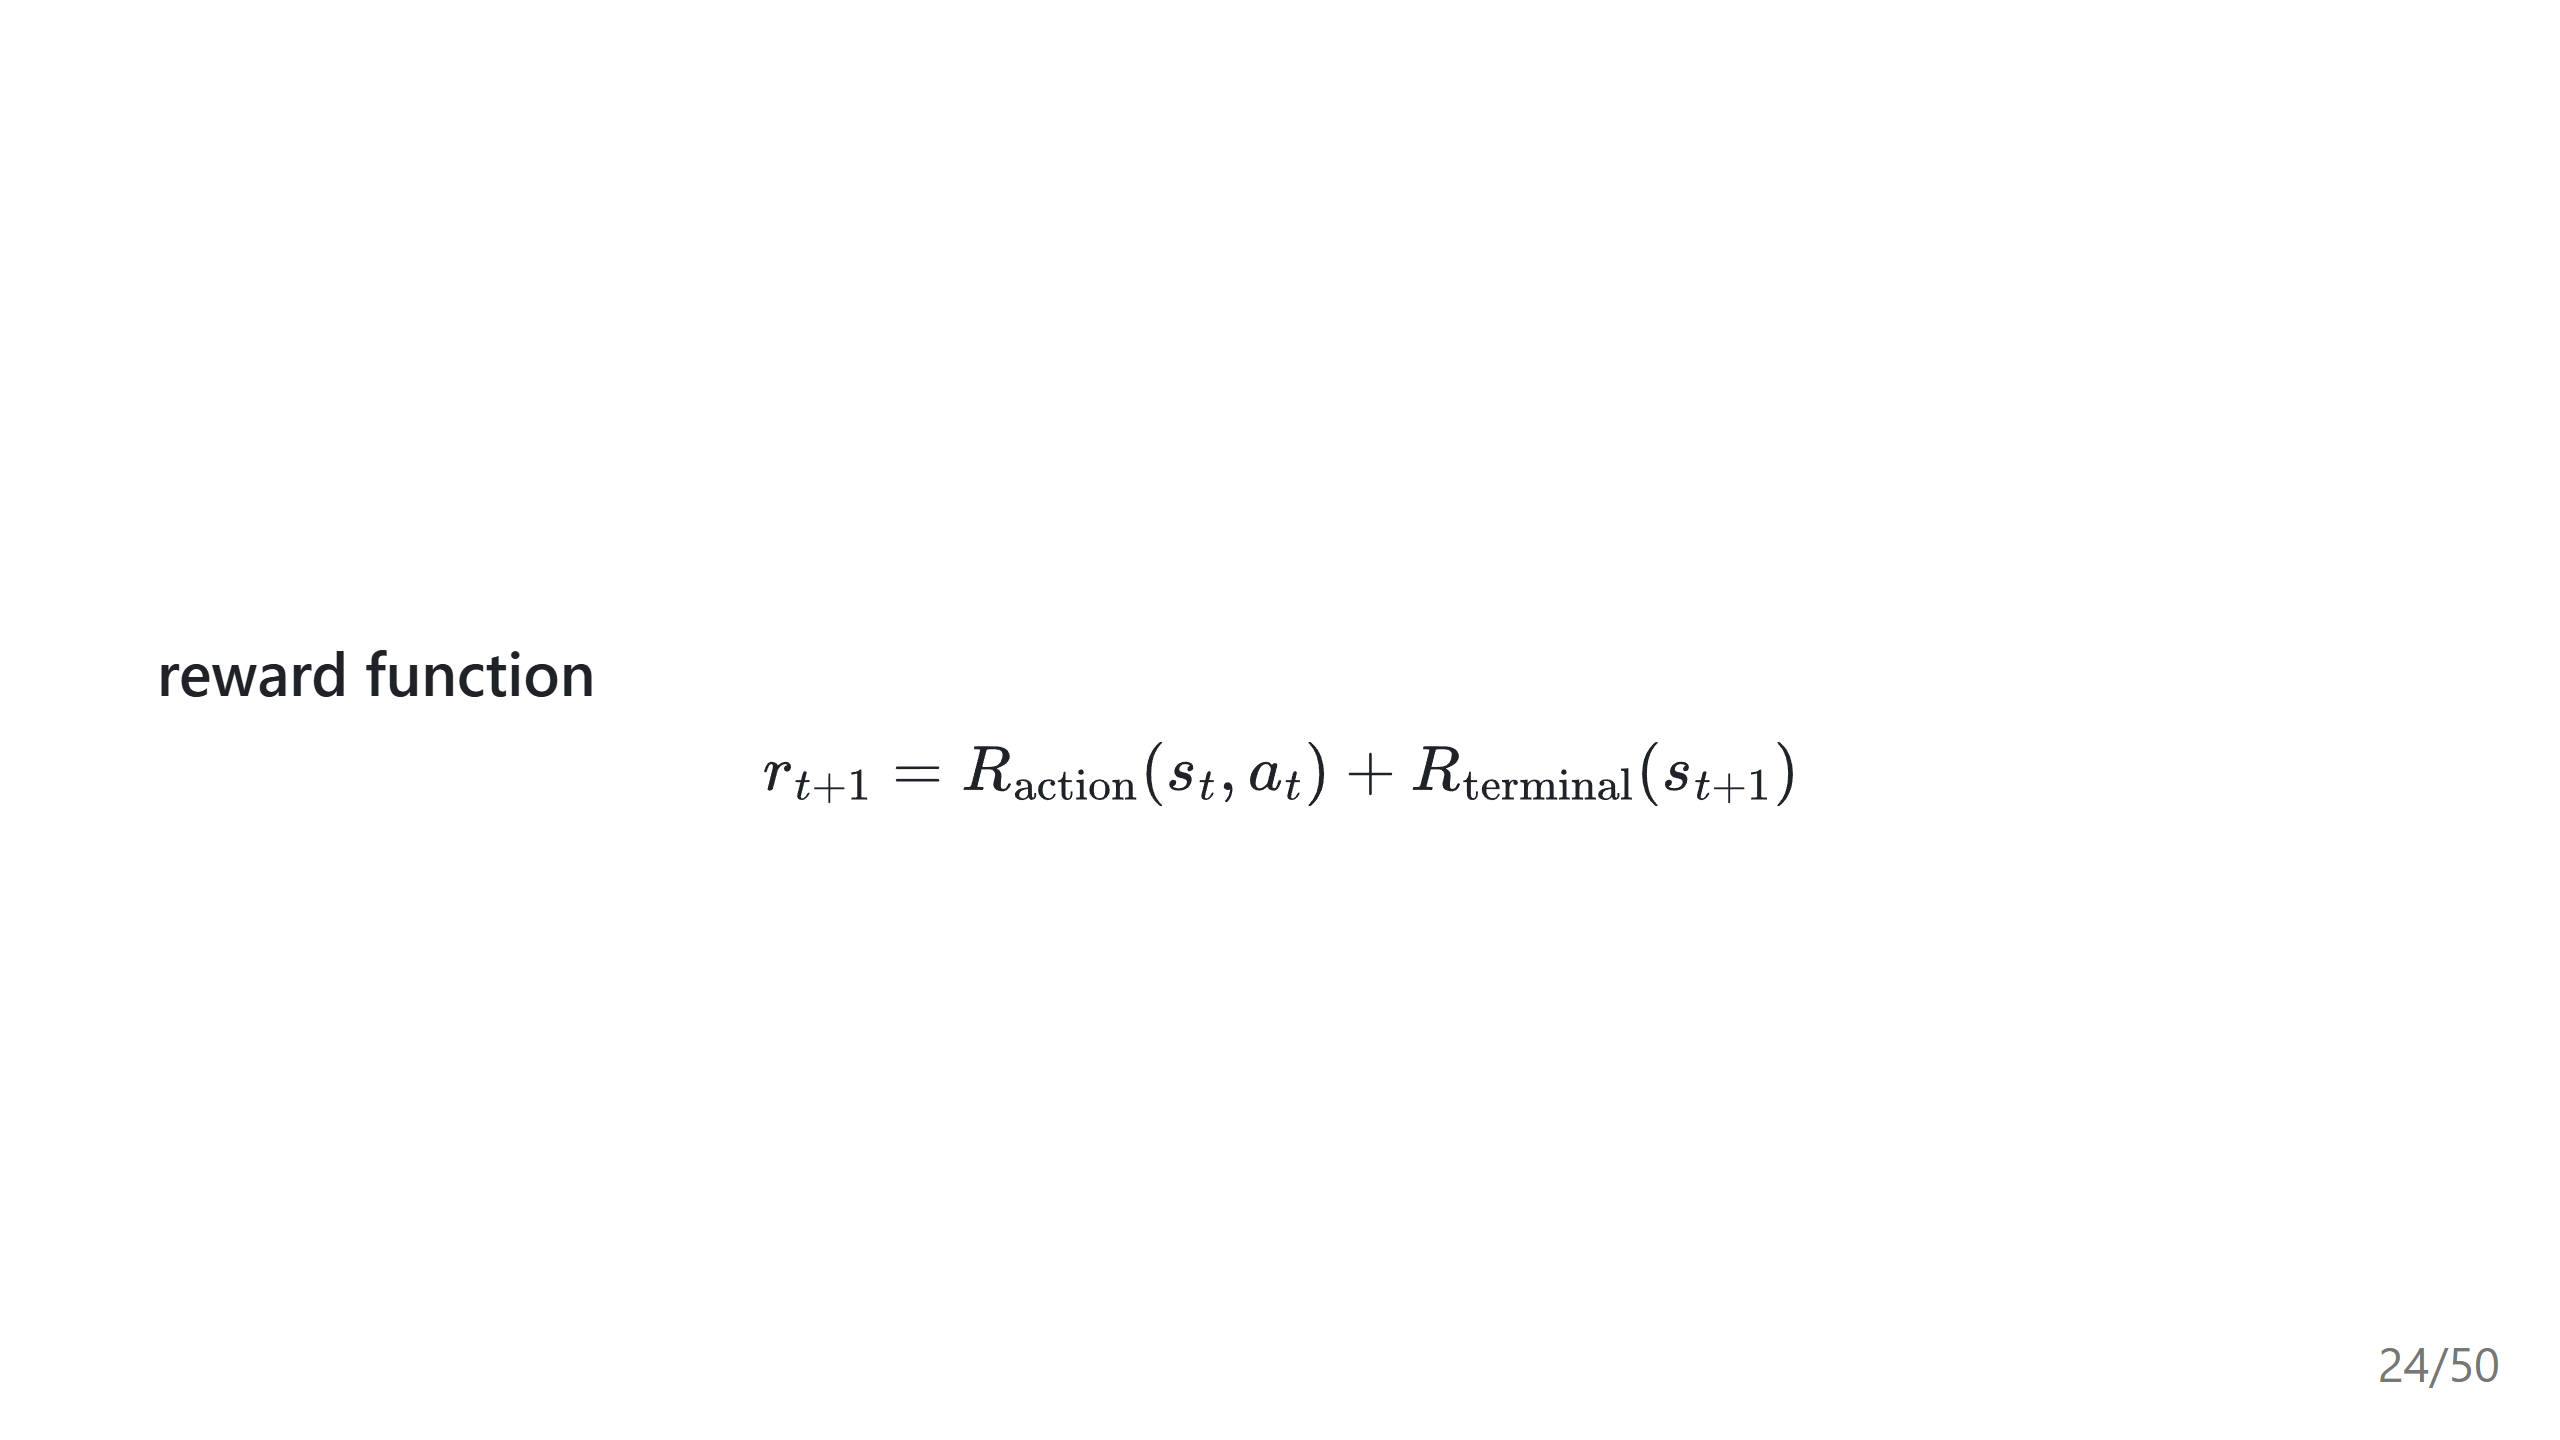 reward function
r_{t+1} = R_{action}(s_t, a_t) + R_{terminal}(s_{t+1})
24/50